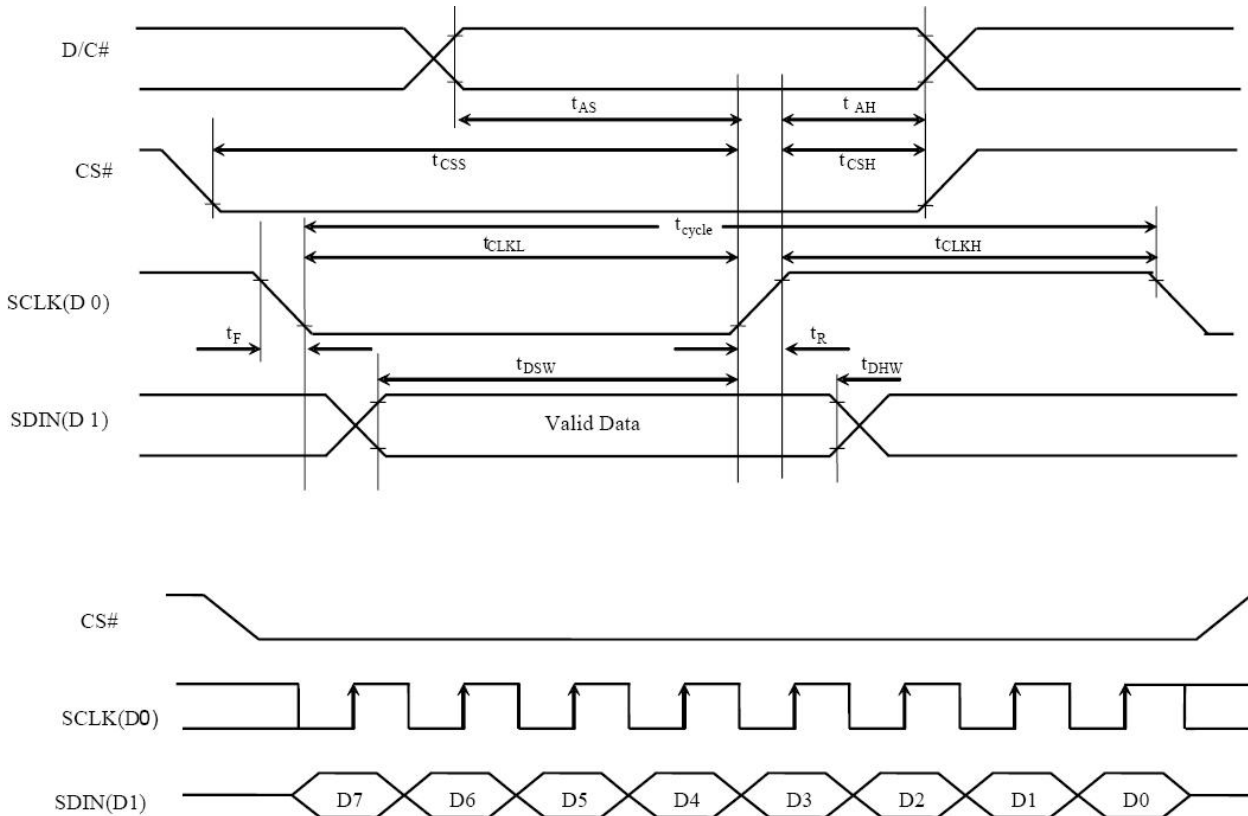 D/C#
tAS
t AH
CS#
tCSS
tCSH
tcycle
tCLKL
tCLKH
SCLK(D 0)
tF
tR
tDSW
tDHW
SDIN(D 1)
Valid Data
CS#
SCLK(D0)
SDIN(D1)
D7 D6 D5 D4 D3 D2 D1 D0